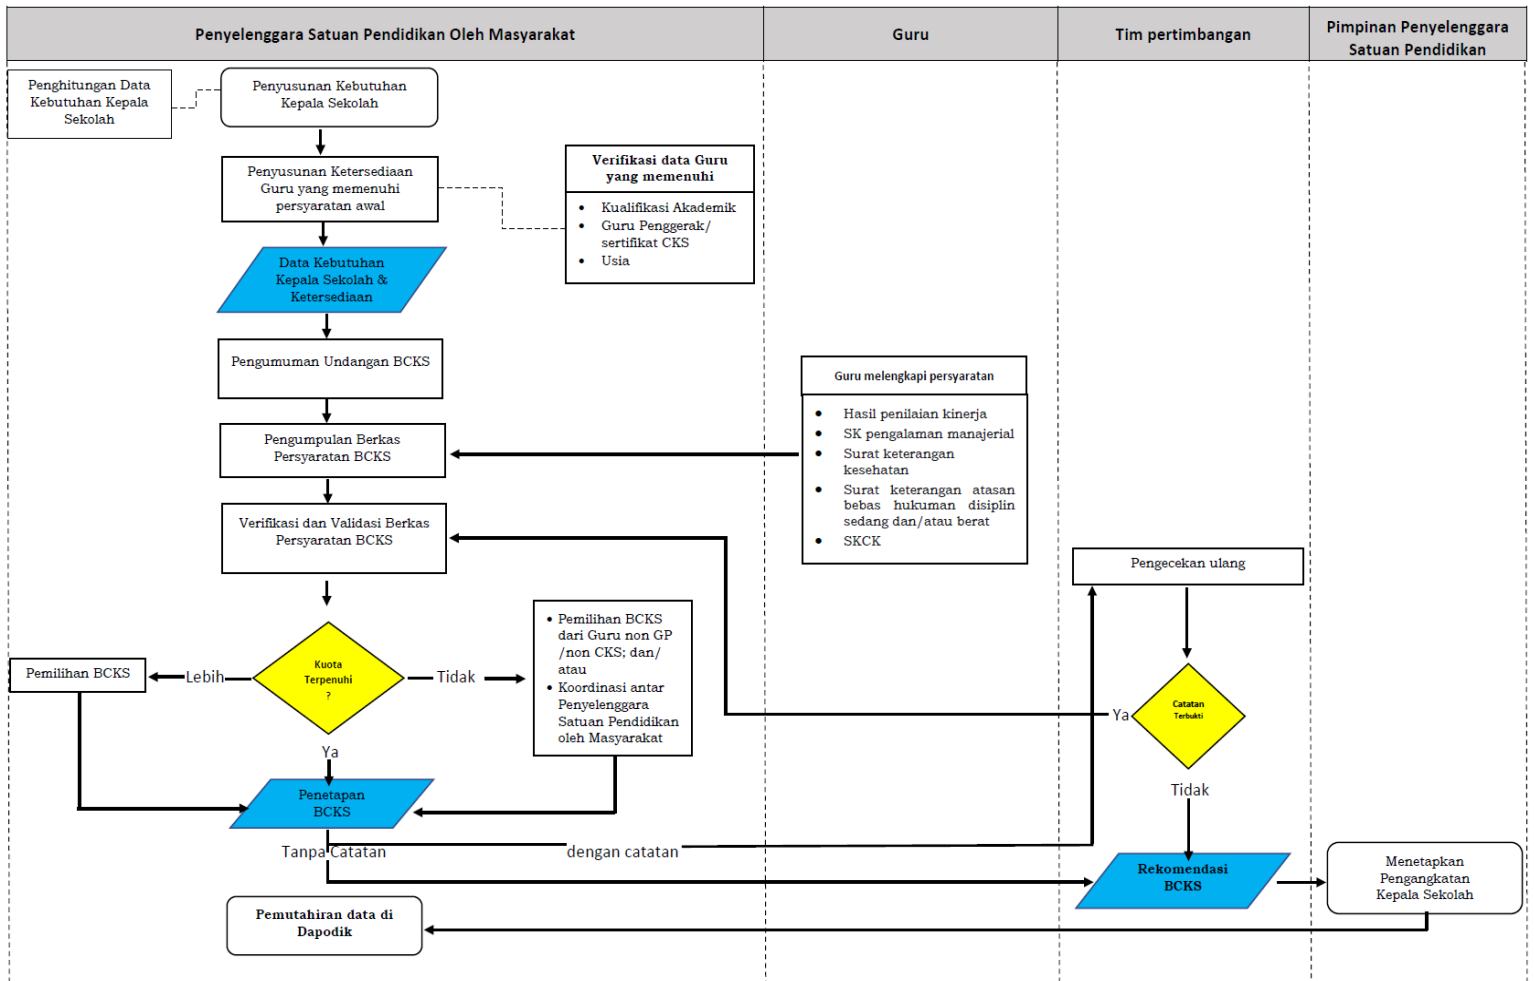 Penyelenggara Satuan Pendidikan Oleh Masyarakat
Guru
Tim pertimbangan
Pimpinan Penyelenggara
Satuan Pendidikan
Penghitungan Data
Kebutuhan Kepala
Sekolah
Penyusunan Kebutuhan
Kepala Sekolah
Penyusunan Ketersediaan
Guru yang memenuhi
persyaratan awal
Verifikasi data Guru
yang memenuhi
• Kualifikasi Akademik
• Guru Penggerak/
sertifikat CKS
• Usia
Data Kebutuhan
Kepala Sekolah &
Ketersediaan
Pengumuman Undangan BCKS
Guru melengkapi persyaratan
• Hasil penilaian kinerja
• SK pengalaman manajerial
• Surat keterangan
kesehatan
• Surat keterangan atasan
bebas hukuman disiplin
sedang dan/atau berat
• SKCK
Pengumpulan Berkas
Persyaratan BCKS
Verifikasi dan Validasi Berkas
Persyaratan BCKS
Pengecekan ulang
Kuota
Terpenuhi
?
Lebih
Pemilihan BCKS
Tidak
• Pemilihan BCKS
dari Guru non GP
/non CKS; dan/
atau
• Koordinasi antar
Penyelenggara
Satuan Pendidikan
oleh Masyarakat
Ya
Catatan
Terbukti
Ya
Tidak
Penetapan
BCKS
Tanpa Catatan
dengan catatan
Rekomendasi
BCKS
Menetapkan
Pengangkatan
Kepala Sekolah
Pemutahiran data di
Dapodik